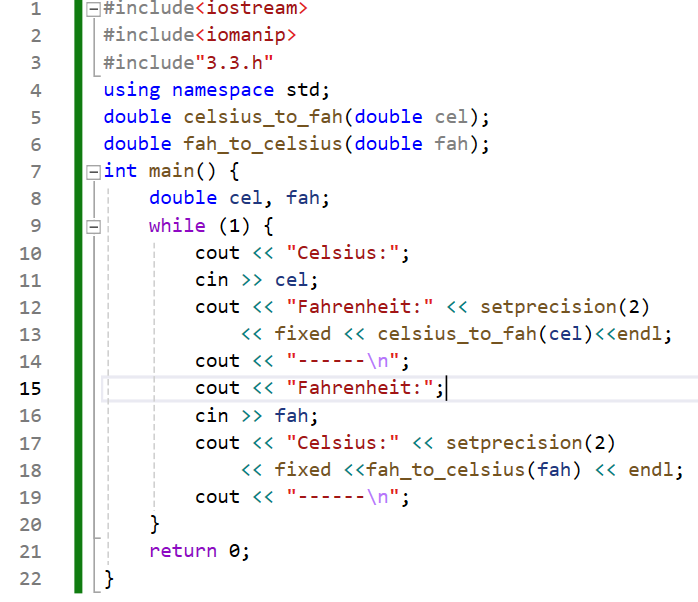 1 #include<iostream>
2 #include<iomanip>
3 #include"3.3.h"
4 using namespace std;
5 double celsius_to_fah(double cel);
6 double fah_to_celsius(double fah);
7 int main() {
8 double cel, fah;
9 while (1) {
10 cout << "Celsius:";
11 cin >> cel;
12 cout << "Fahrenheit:" << setprecision(2)
13 << fixed << celsius_to_fah(cel)<<endl;
14 cout << "------\n";
15 cout << "Fahrenheit:";
16 cin >> fah;
17 cout << "Celsius:" << setprecision(2)
18 << fixed <<fah_to_celsius(fah) << endl;
19 cout << "------\n";
20 }
21 return 0;
22 }